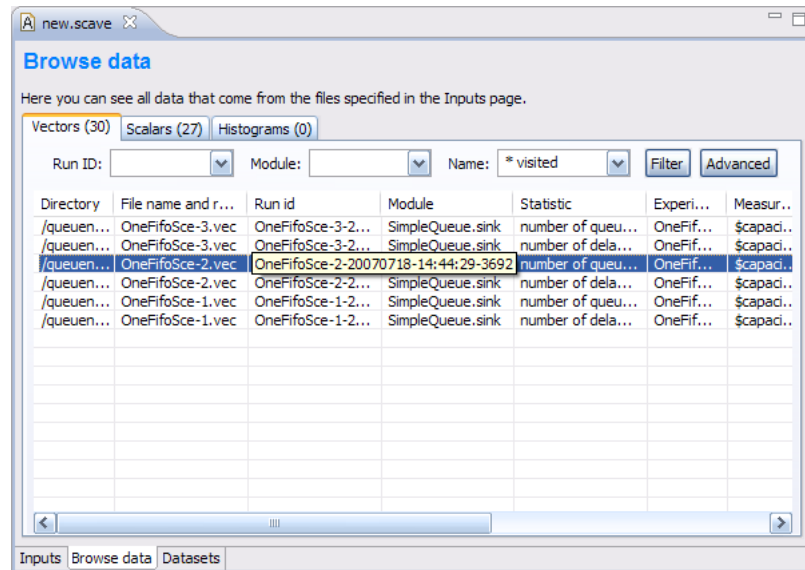 new.scave
Browse data
Here you can see all data that come from the files specified in the Inputs page.
Vectors (30) Scalars (27) Histograms (0)
Run ID: Module: Name: * visited Filter Advanced
Directory File name and r... Run id Module Statistic Experi... Measur...
/queuen... OneFifoSce-3.vec OneFifoSce-3-2... SimpleQueue.sink number of queu... OneFif... $capaci...
/queuen... OneFifoSce-3.vec OneFifoSce-3-2... SimpleQueue.sink number of dela... OneFif... $capaci...
/queuen... OneFifoSce-2.vec OneFifoSce-2-20070718-14:44:29-3692 number of queu... OneFif... $capaci...
/queuen... OneFifoSce-2.vec OneFifoSce-2-2... SimpleQueue.sink number of dela... OneFif... $capaci...
/queuen... OneFifoSce-1.vec OneFifoSce-1-2... SimpleQueue.sink number of queu... OneFif... $capaci...
/queuen... OneFifoSce-1.vec OneFifoSce-1-2... SimpleQueue.sink number of dela... OneFif... $capaci...
Inputs Browse data Datasets